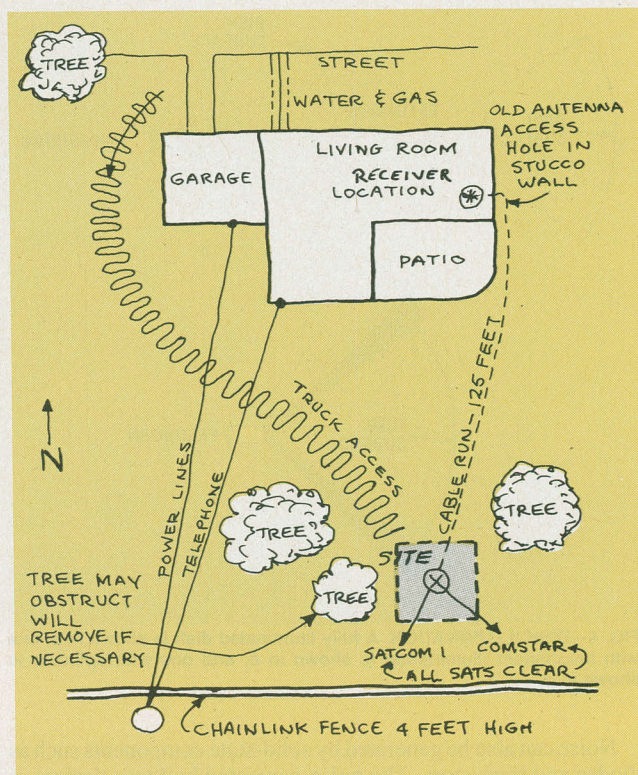 TREE
STREET
WATER & GAS
OLD ANTENNA
ACCESS
HOLE IN
STUCCO
WALL
LIVING ROOM
RECEIVER
LOCATION
GARAGE
PATIO
N
TRUCK ACCESS
CABLE RUN - 125 FEET
POWER LINES
TELEPHONE
TREE
TREE
SITE
TREE MAY
OBSTRUCT
WILL
REMOVE IF
NECESSARY
TREE
SATCOM I
COMSTAR
ALL SATS CLEAR
CHAINLINK FENCE 4 FEET HIGH